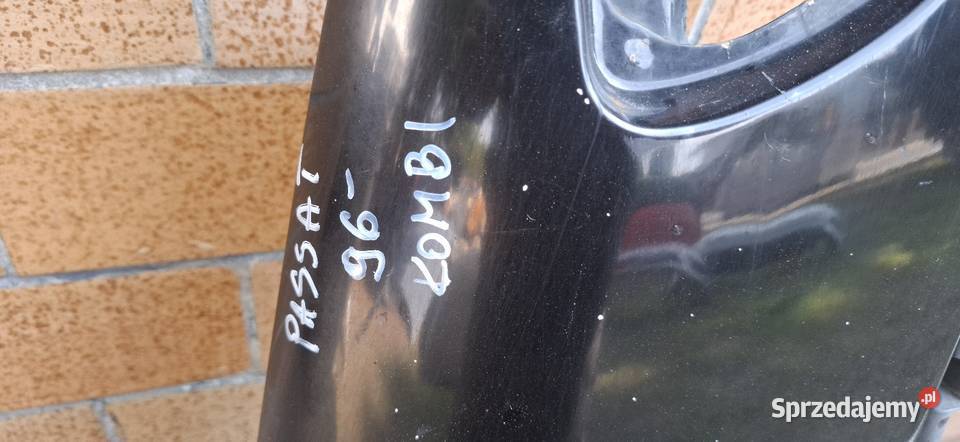 PASSAT
96-
KOMBI
Sprzedajemy.pl